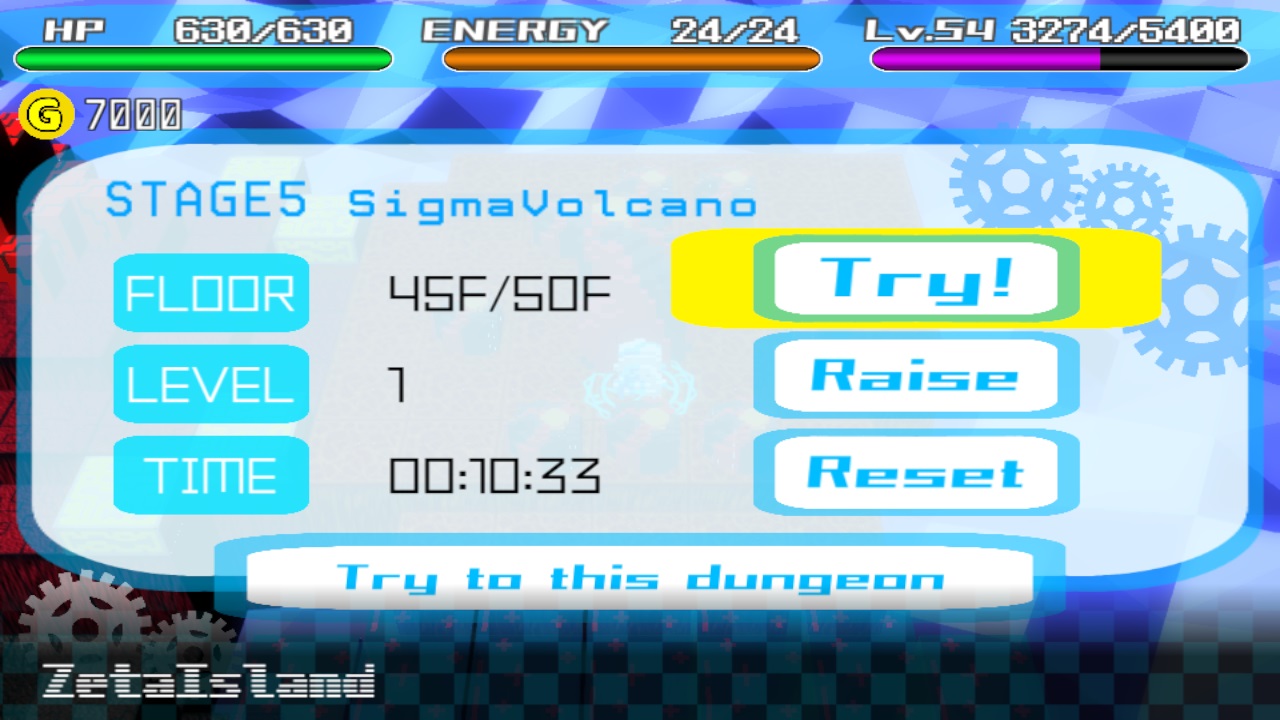 HP 630/630 ENERGY 24/24 Lv.54 3274/5400
G 7000
STAGE5 SigmaVolcano
FLOOR 45F/50F Try!
LEVEL 1 Raise
TIME 00:10:33 Reset
Try to this dungeon
ZetaIsland